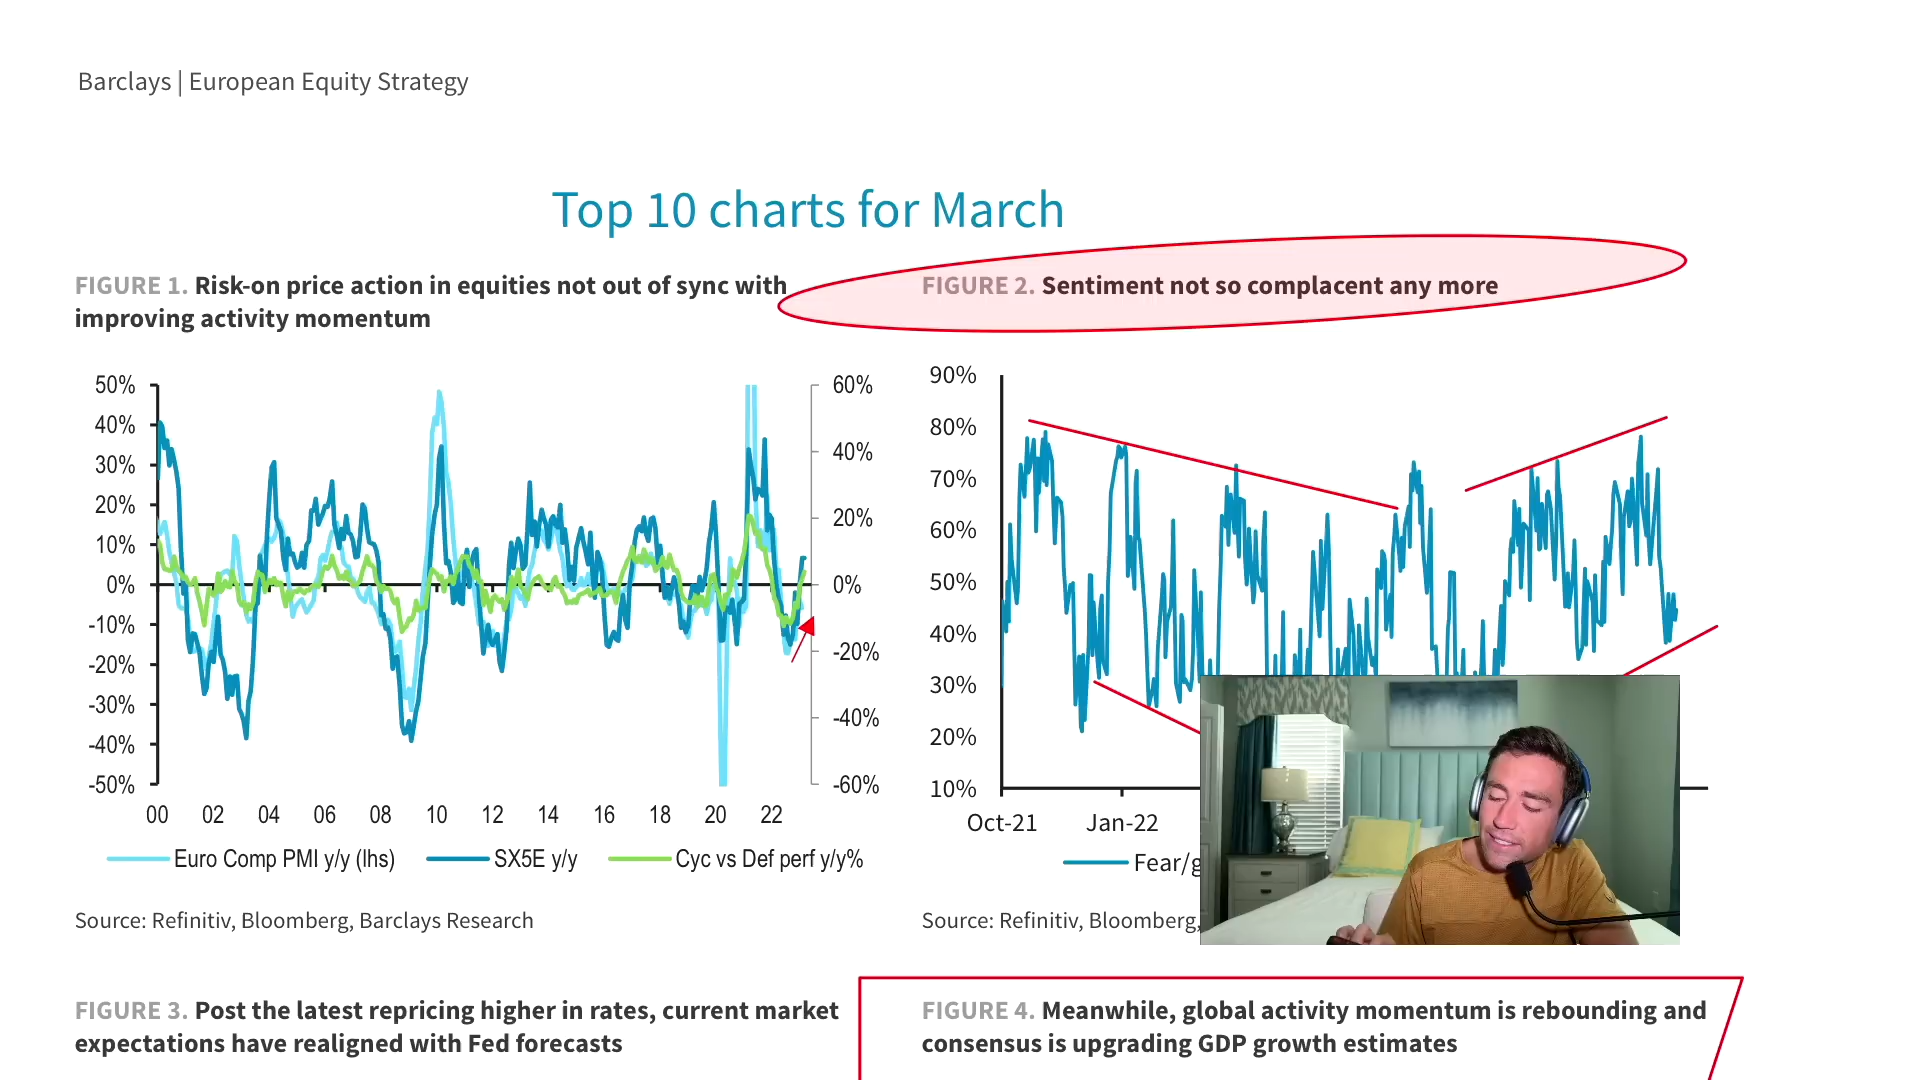 Barclays | European Equity Strategy
Top 10 charts for March
FIGURE 1. Risk-on price action in equities not out of sync with
improving activity momentum
50%
40%
30%
20%
10%
0%
-10%
-20%
-30%
-40%
-50%
60%
40%
20%
0%
-20%
-40%
-60%
00 02 04 06 08 10 12 14 16 18 20 22
Euro Comp PMI y/y (lhs) SX5E y/y Cyc vs Def perf y/y%
Source: Refinitiv, Bloomberg, Barclays Research
FIGURE 2. Sentiment not so complacent any more
90%
80%
70%
60%
50%
40%
30%
20%
10%
Oct-21 Jan-22
Fear/g
Source: Refinitiv, Bloomberg,
FIGURE 3. Post the latest repricing higher in rates, current market
expectations have realigned with Fed forecasts
FIGURE 4. Meanwhile, global activity momentum is rebounding and
consensus is upgrading GDP growth estimates